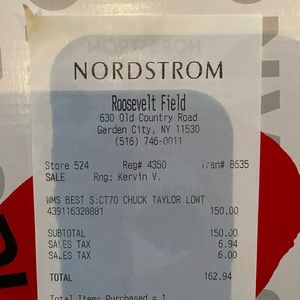 NORDSTROM
Roosevelt Field
630 Old Country Road
Garden City, NY 11530
(516) 746-0011
Store 524 Reg# 4350 Tran# 8635
SALE Rng: Kervin V.
WMS BEST S:CT70 CHUCK TAYLOR LOWT
439116328881 150.00
SUBTOTAL 150.00
SALES TAX 6.94
SALES TAX 6.00
TOTAL 162.94
Total Items Purchased = 1